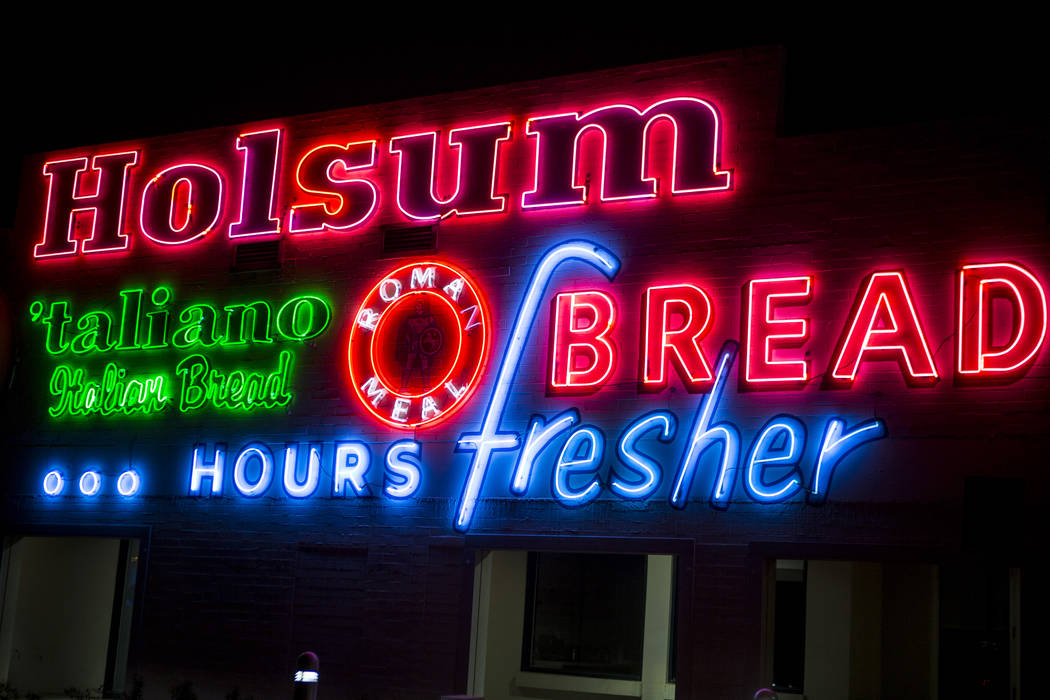 Holsum
'taliano
Italian Bread
ROMAN
MEAL
BREAD
... HOURS fresher